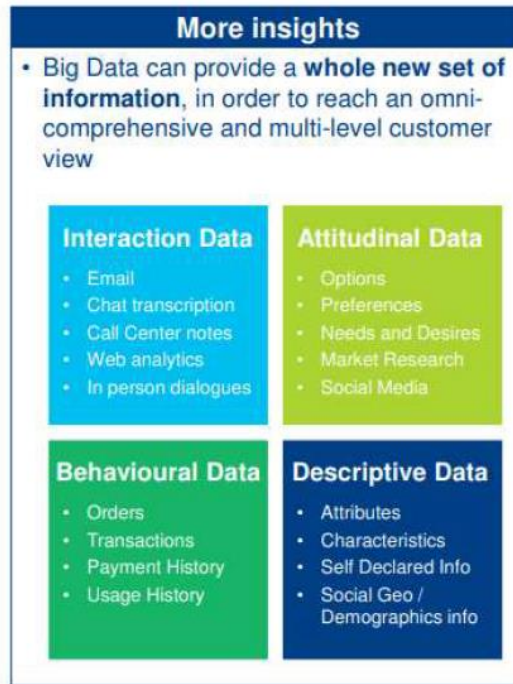 More insights
• Big Data can provide a whole new set of
information, in order to reach an omni-
comprehensive and multi-level customer
view
Interaction Data
• Email
• Chat transcription
• Call Center notes
• Web analytics
• In person dialogues
Attitudinal Data
• Options
• Preferences
• Needs and Desires
• Market Research
• Social Media
Behavioural Data
• Orders
• Transactions
• Payment History
• Usage History
Descriptive Data
• Attributes
• Characteristics
• Self Declared Info
• Social Geo /
Demographics info